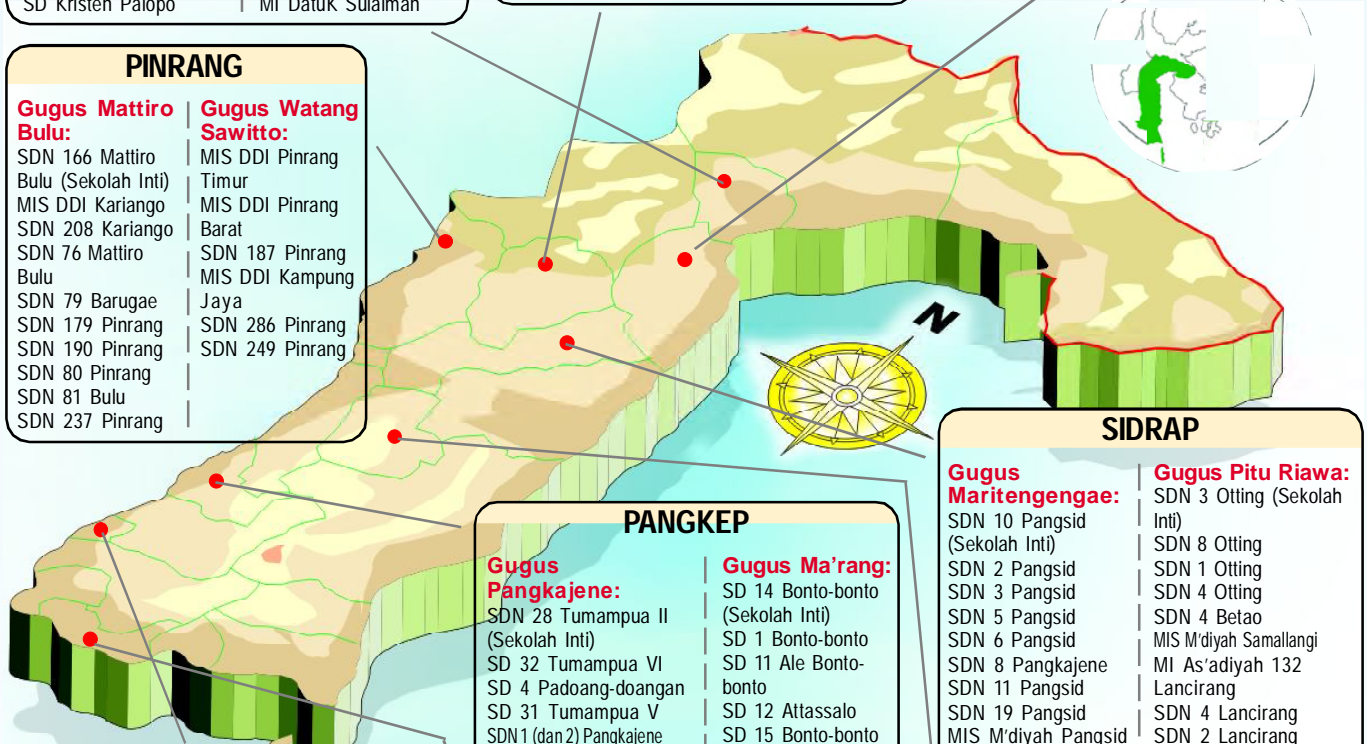 SD Kristen Palopo
MI Datuk Sulaiman
PINRANG
Gugus Mattiro
Bulu:
SDN 166 Mattiro
Bulu (Sekolah Inti)
MIS DDI Kariango
SDN 208 Kariango
SDN 76 Mattiro
Bulu
SDN 79 Barugae
SDN 179 Pinrang
SDN 190 Pinrang
SDN 80 Pinrang
SDN 81 Bulu
SDN 237 Pinrang
Gugus Watang
Sawitto:
MIS DDI Pinrang
Timur
MIS DDI Pinrang
Barat
SDN 187 Pinrang
MIS DDI Kampung
Jaya
SDN 286 Pinrang
SDN 249 Pinrang
N
PANGKEP
Gugus
Pangkajene:
SDN 28 Tumampua II
(Sekolah Inti)
SD 32 Tumampua VI
SD 4 Padoang-doangan
SD 31 Tumampua V
SDN 1 (dan 2) Pangkajene
Gugus Ma'rang:
SD 14 Bonto-bonto
(Sekolah Inti)
SD 1 Bonto-bonto
SD 11 Ale Bonto-
bonto
SD 12 Attassalo
SD 15 Bonto-bonto
SIDRAP
Gugus
Maritengengae:
SDN 10 Pangsid
(Sekolah Inti)
SDN 2 Pangsid
SDN 3 Pangsid
SDN 5 Pangsid
SDN 6 Pangsid
SDN 8 Pangkajene
SDN 11 Pangsid
SDN 19 Pangsid
MIS M'diyah Pangsid
Gugus Pitu Riawa:
SDN 3 Otting (Sekolah
Inti)
SDN 8 Otting
SDN 1 Otting
SDN 4 Otting
SDN 4 Betao
MIS M'diyah Samallangi
MI As'adiyah 132
Lancirang
SDN 4 Lancirang
SDN 2 Lancirang